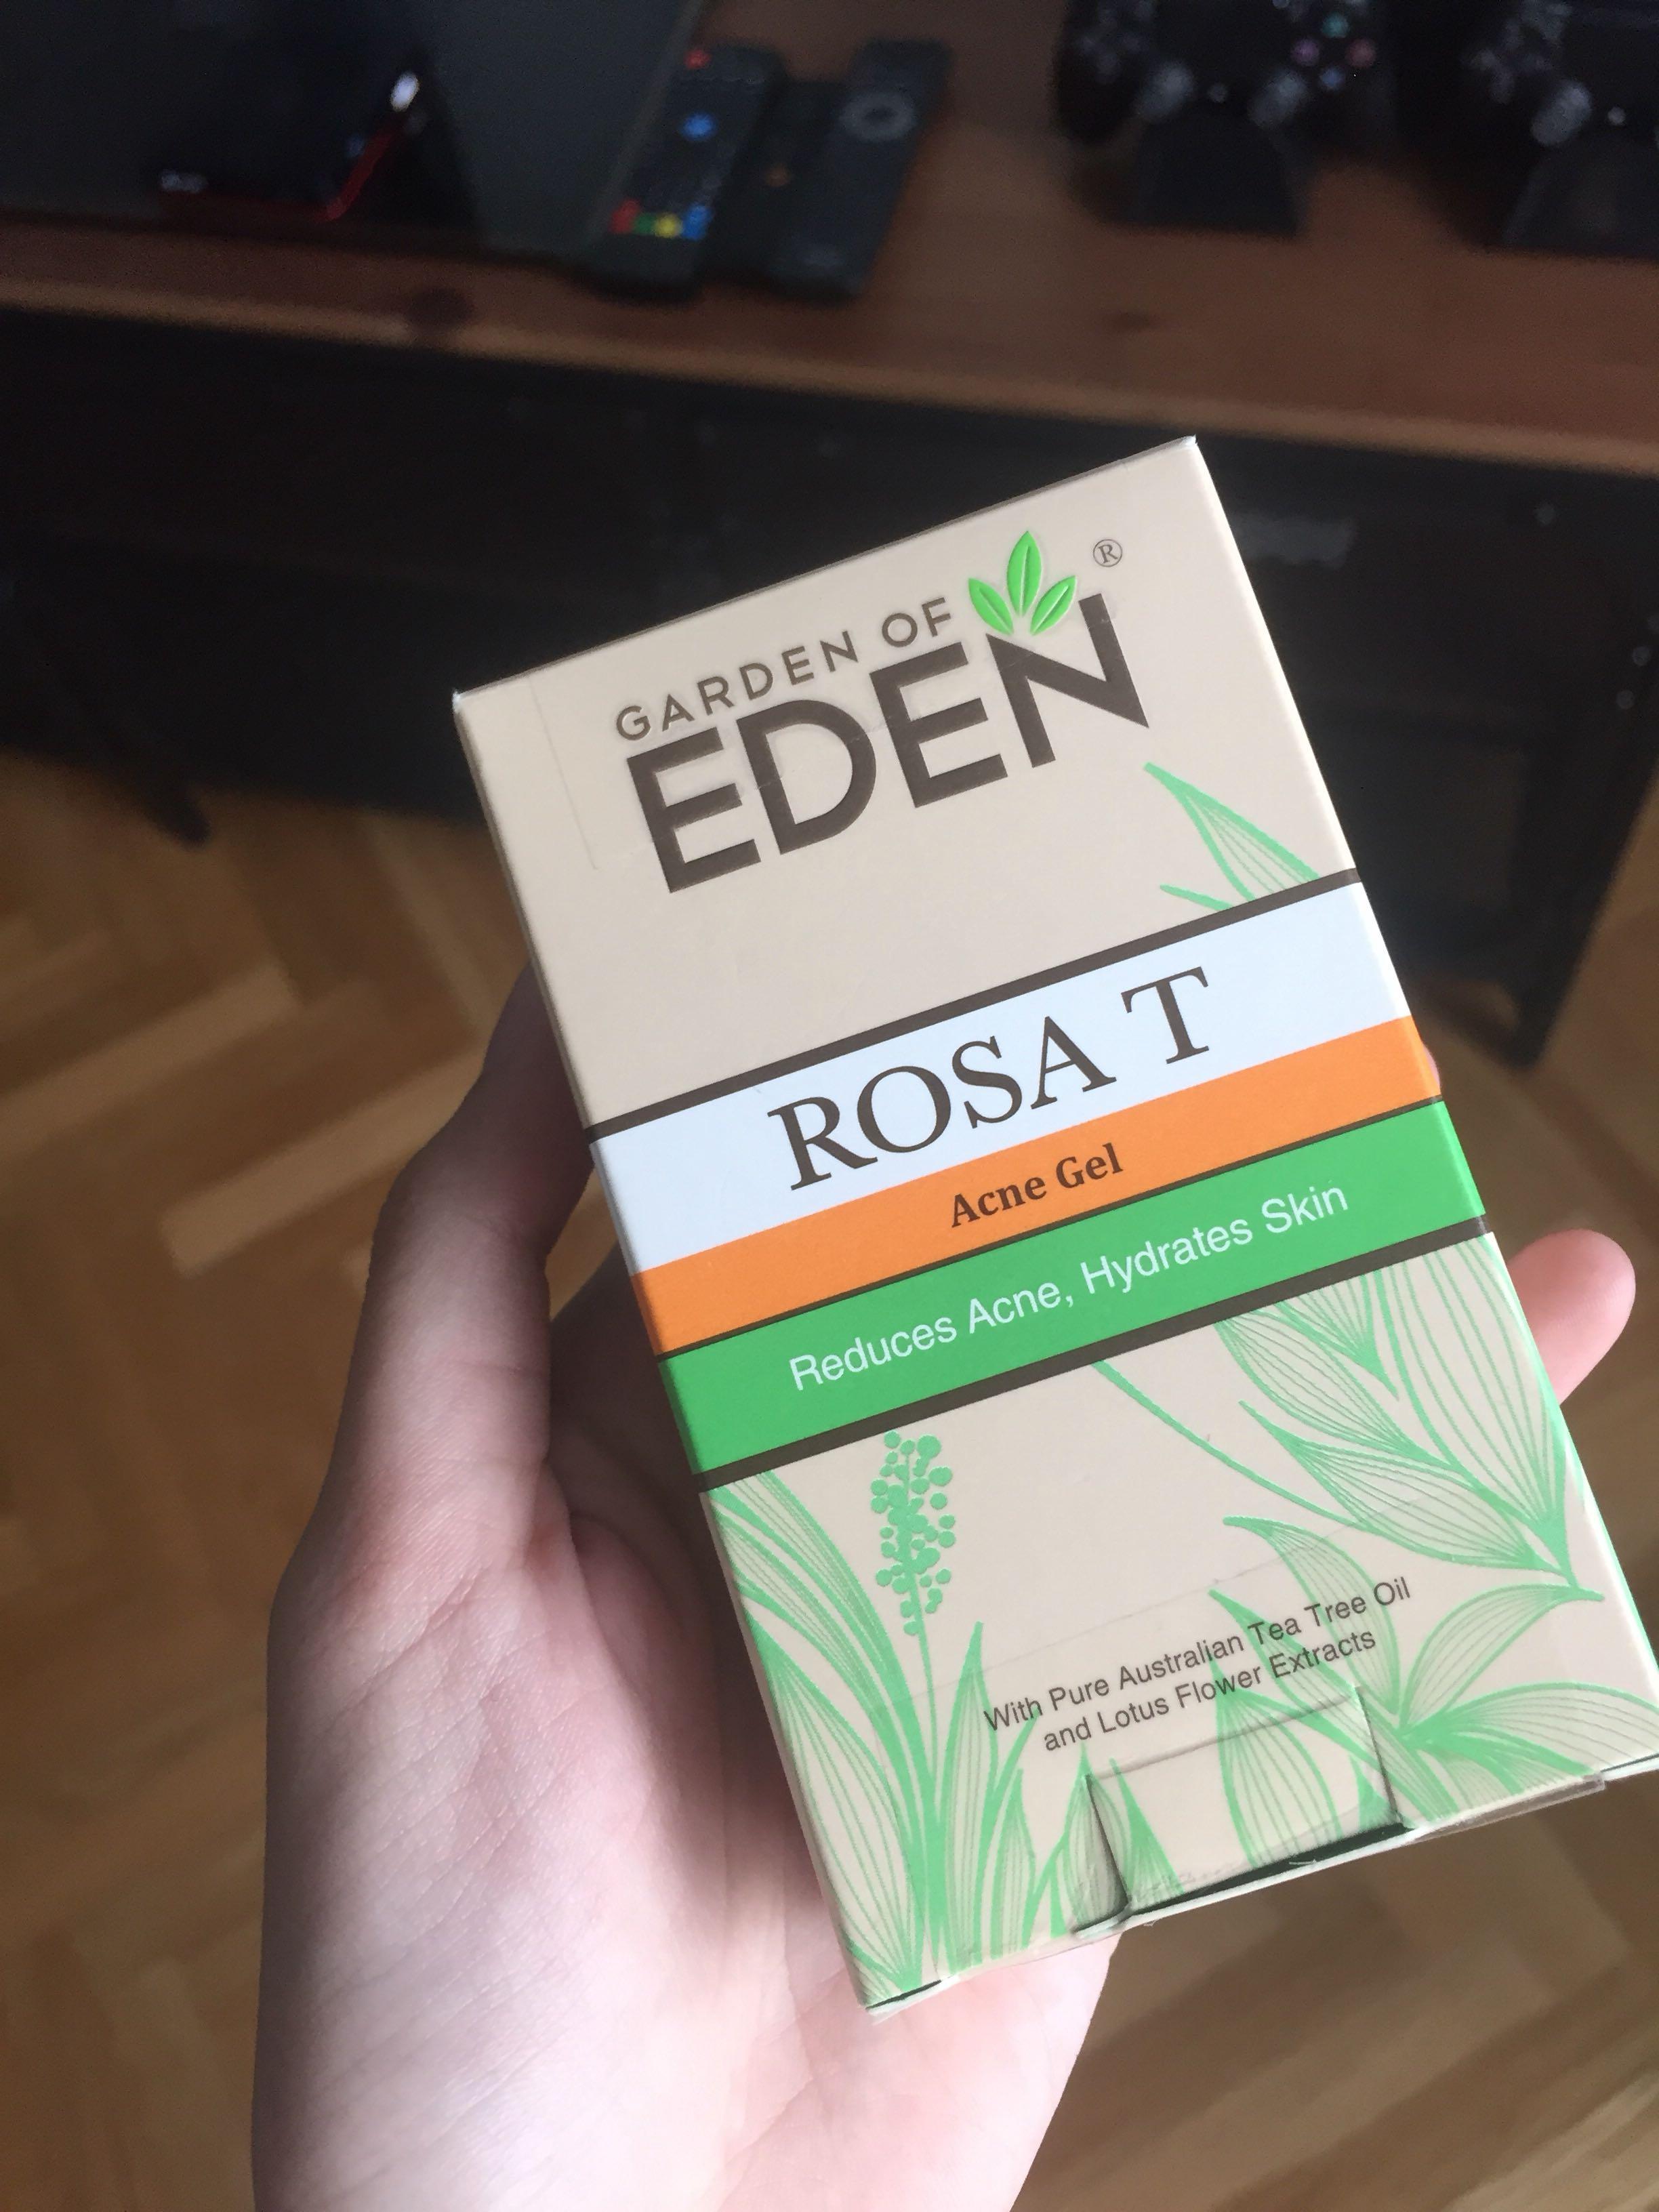 GARDEN OF
EDEN ®
ROSA T
Acne Gel
Reduces Acne, Hydrates Skin
With Pure Australian Tea Tree Oil
and Lotus Flower Extracts